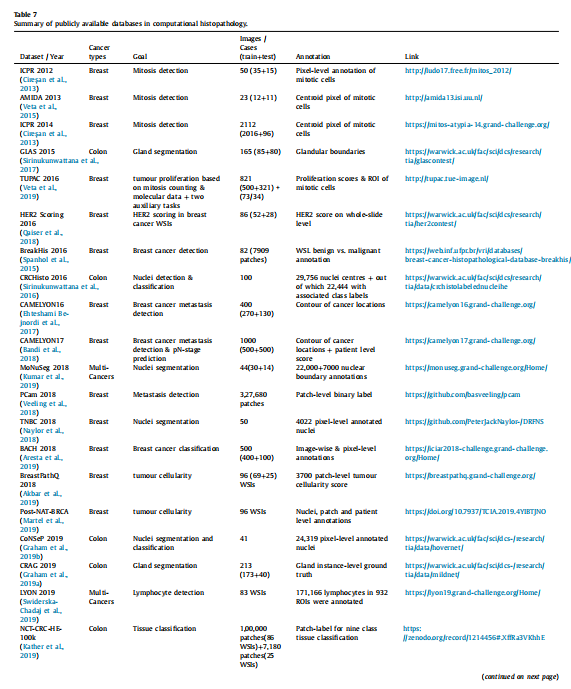 Table 7
Summary of publicly available databases in computational histopathology.
Dataset / Year Cancer types Goal Images / Cases (train+test) Annotation Link
ICPR 2012 (Cireşan et al., 2013) Breast Mitosis detection 50 (35+15) Pixel-level annotation of mitotic cells http://ludo17.free.fr/mitos_2012/
AMIDA 2013 (Veta et al., 2015) Breast Mitosis detection 23 (12+11) Centroid pixel of mitotic cells http://amida13.isi.uu.nl/
ICPR 2014 (Cireşan et al., 2013) Breast Mitosis detection 2112 (2016+96) Centroid pixel of mitotic cells https://mitos-atypia-14.grand-challenge.org/
GLAS 2015 (Sirinukunwattana et al., 2017) Colon Gland segmentation 165 (85+80) Glandular boundaries https://warwick.ac.uk/fac/sci/dcs/research/tia/glascontest/
TUPAC 2016 (Veta et al., 2019) Breast tumour proliferation based on mitosis counting & molecular data + two auxiliary tasks 821 (500+321) + (73/34) Proliferation scores & ROI of mitotic cells http://tupac.tue-image.nl/
HER2 Scoring 2016 (Qaiser et al., 2018) Breast HER2 scoring in breast cancer WSIs 86 (52+28) HER2 score on whole-slide level https://warwick.ac.uk/fac/sci/dcs/research/tia/her2contest/
BreakHis 2016 (Spanhol et al., 2015) Breast Breast cancer detection 82 (7909 patches) WSL benign vs. malignant annotation https://web.inf.ufpr.br/vri/databases/breast-cancer-histopathological-database-breakhis/
CRCHisto 2016 (Sirinukunwattana et al., 2016) Colon Nuclei detection & classification 100 29,756 nuclei centres + out of which 22,444 with associated class labels https://warwick.ac.uk/fac/sci/dcs/research/tia/data/crchistolabelednucleihe
CAMELYON16 (Ehteshami Bejnordi et al., 2017) Breast Breast cancer metastasis detection 400 (270+130) Contour of cancer locations https://camelyon16.grand-challenge.org/
CAMELYON17 (Bandi et al., 2018) Breast Breast cancer metastasis detection & pN-stage prediction 1000 (500+500) Contour of cancer locations + patient level score https://camelyon17.grand-challenge.org/
MoNuSeg 2018 (Kumar et al., 2019) Multi-Cancers Nuclei segmentation 44(30+14) 22,000+7000 nuclear boundary annotations https://monuseg.grand-challenge.org/Home/
PCam 2018 (Veeling et al., 2018) Breast Metastasis detection 3,27,680 patches Patch-level binary label https://github.com/basveeling/pcam
TNBC 2018 (Naylor et al., 2018) Breast Nuclei segmentation 50 4022 pixel-level annotated nuclei https://github.com/PeterJackNaylor/DRFNS
BACH 2018 (Aresta et al., 2019) Breast Breast cancer classification 500 (400+100) Image-wise & pixel-level annotations https://iciar2018-challenge.grand-challenge.org/Home/
BreastPathQ 2018 (Akbar et al., 2019) Breast tumour cellularity 96 (69+25) WSIs 3700 patch-level tumour cellularity score https://breastpathq.grand-challenge.org/
Post-NAT-BRCA (Martel et al., 2019) Breast tumour cellularity 96 WSIs Nuclei, patch and patient level annotations https://doi.org/10.7937/TCIA.2019.4YIBTJNO
CoNSeP 2019 (Graham et al., 2019b) Colon Nuclei segmentation and classification 41 24,319 pixel-level annotated nuclei https://warwick.ac.uk/fac/sci/dcs/research/tia/data/hovernet/
CRAG 2019 (Graham et al., 2019a) Colon Gland segmentation 213 (173+40) Gland instance-level ground truth https://warwick.ac.uk/fac/sci/dcs/research/tia/data/mildnet/
LYON 2019 (Swiderska-Chadaj et al., 2019) Multi-Cancers Lymphocyte detection 83 WSIs 171,166 lymphocytes in 932 ROIs were annotated https://lyon19.grand-challenge.org/Home/
NCT-CRC-HE-100k (Kather et al., 2019) Colon Tissue classification 1,00,000 patches(86 WSIs)+7,180 patches(25 WSIs) Patch-label for nine class tissue classification https://zenodo.org/record/1214456#.XffRa3VKhhE
(continued on next page)